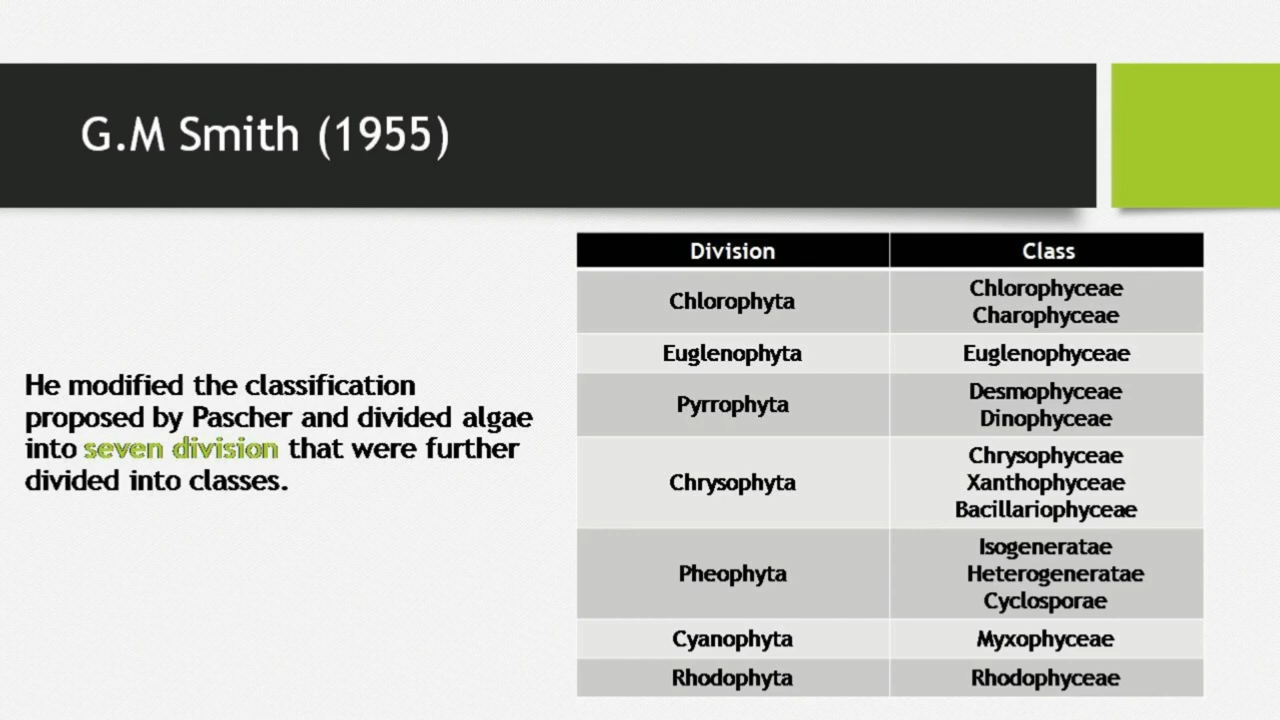 G.M Smith (1955)
He modified the classification
proposed by Pascher and divided algae
into seven division that were further
divided into classes.
Division Class
Chlorophyta Chlorophyceae
Charophyceae
Euglenophyta Euglenophyceae
Pyrrophyta Desmophyceae
Dinophyceae
Chrysophyta Chrysophyceae
Xanthophyceae
Bacillariophyceae
Pheophyta Isogeneratae
Heterogeneratae
Cyclosporae
Cyanophyta Myxophyceae
Rhodophyta Rhodophyceae